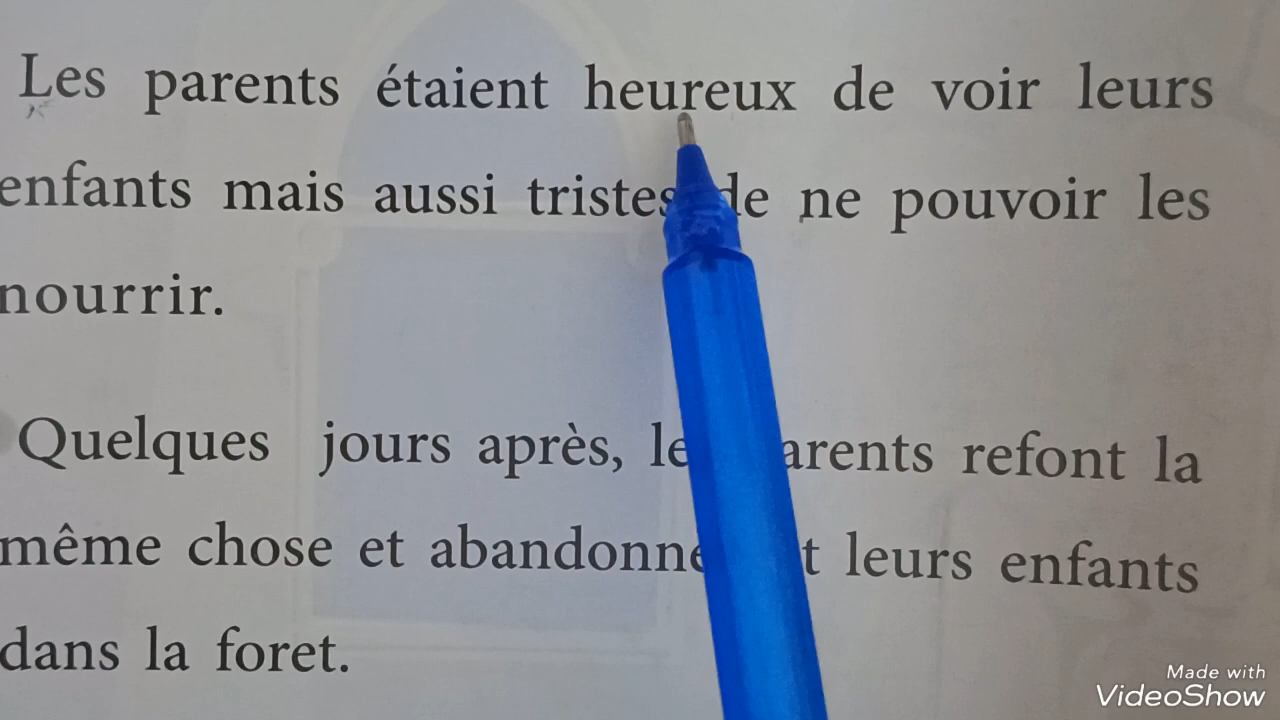 Les parents étaient heureux de voir leurs
enfants mais aussi tristes de ne pouvoir les
nourrir.
Quelques jours après, arents refont la
même chose et leurs enfants
dans la foret.
Made with
VideoShow